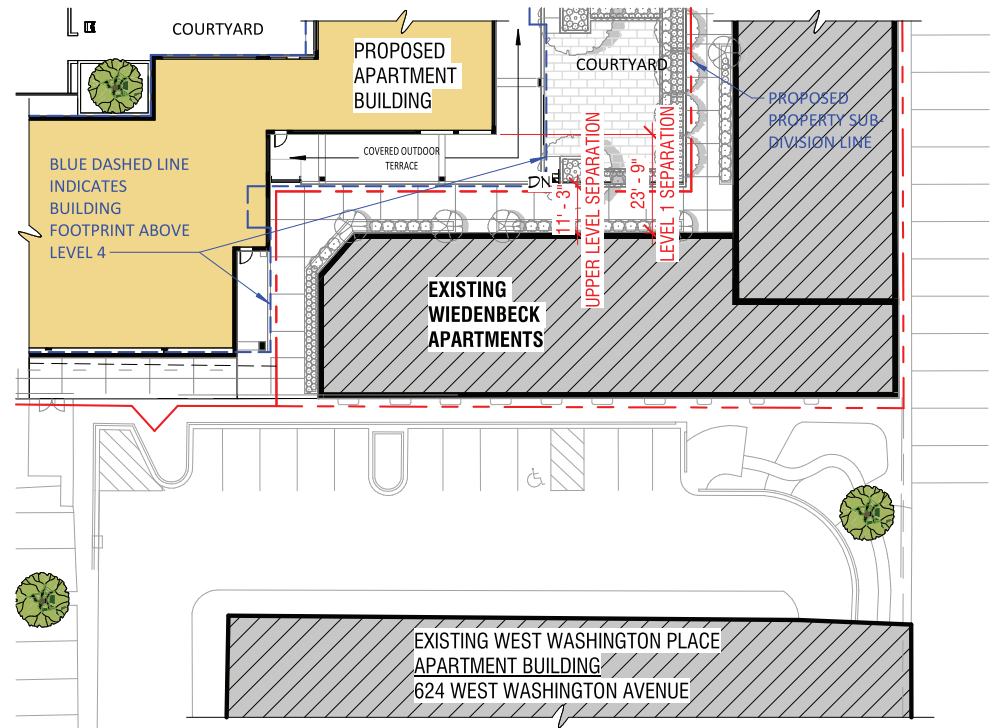 COURTYARD
PROPOSED
APARTMENT
BUILDING
COURTYARD
PROPOSED
PROPERTY SUB-
DIVISION LINE
COVERED OUTDOOR
TERRACE
BLUE DASHED LINE
INDICATES
BUILDING
FOOTPRINT ABOVE
LEVEL 4
DN
11' - 3"
UPPER LEVEL SEPARATION
23' - 9"
LEVEL 1 SEPARATION
EXISTING
WIEDENBECK
APARTMENTS
EXISTING WEST WASHINGTON PLACE
APARTMENT BUILDING
624 WEST WASHINGTON AVENUE